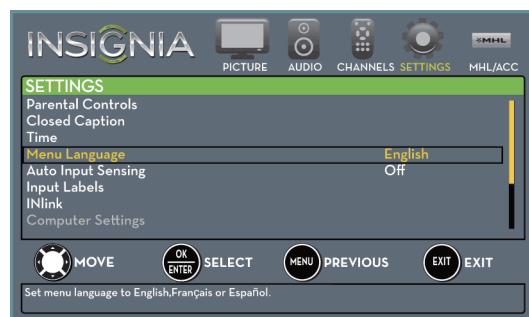 INSIGNIA
PICTURE AUDIO CHANNELS SETTINGS MHL/ACC
MHL
SETTINGS
Parental Controls
Closed Caption
Time
Menu Language English
Auto Input Sensing Off
Input Labels
INlink
Computer Settings
MOVE OK ENTER SELECT MENU PREVIOUS EXIT EXIT
Set menu language to English,Français or Español.